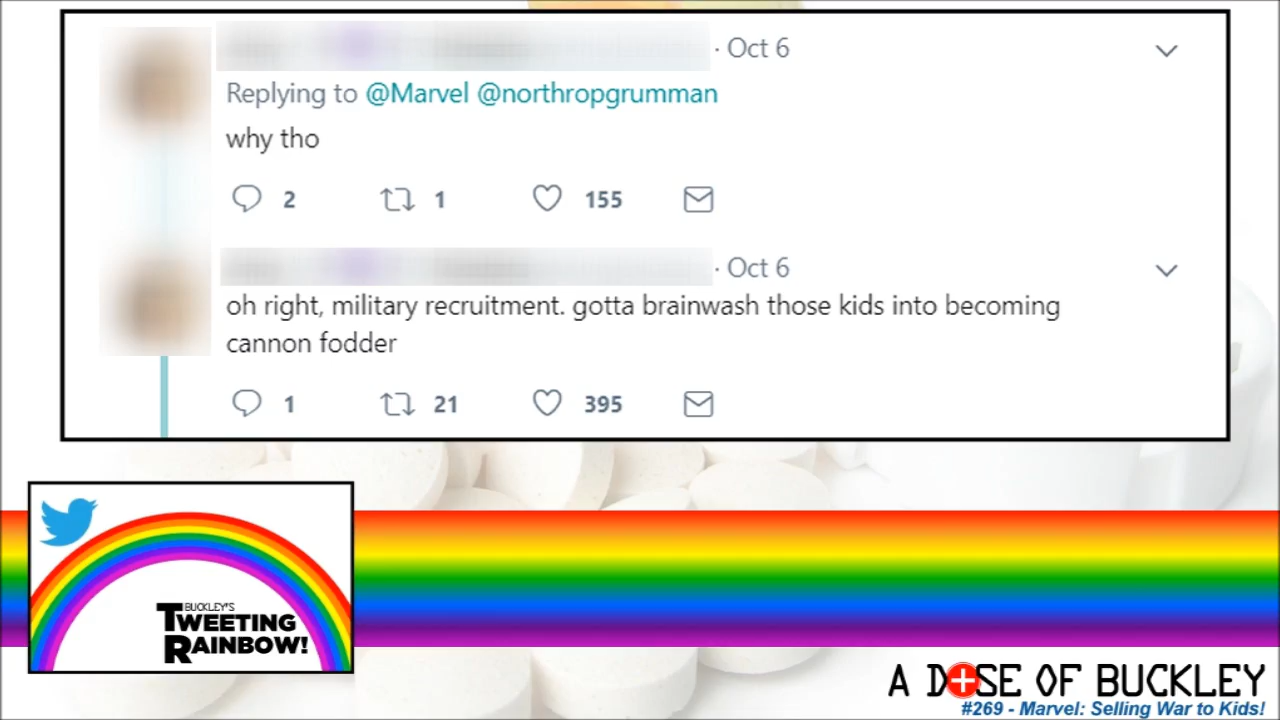 · Oct 6
Replying to @Marvel @northropgrumman
why tho
2 1 155
· Oct 6
oh right, military recruitment. gotta brainwash those kids into becoming
cannon fodder
1 21 395
BUCKLEY'S
TWEETING
RAINBOW!
A DOSE OF BUCKLEY
#269 - Marvel: Selling War to Kids!